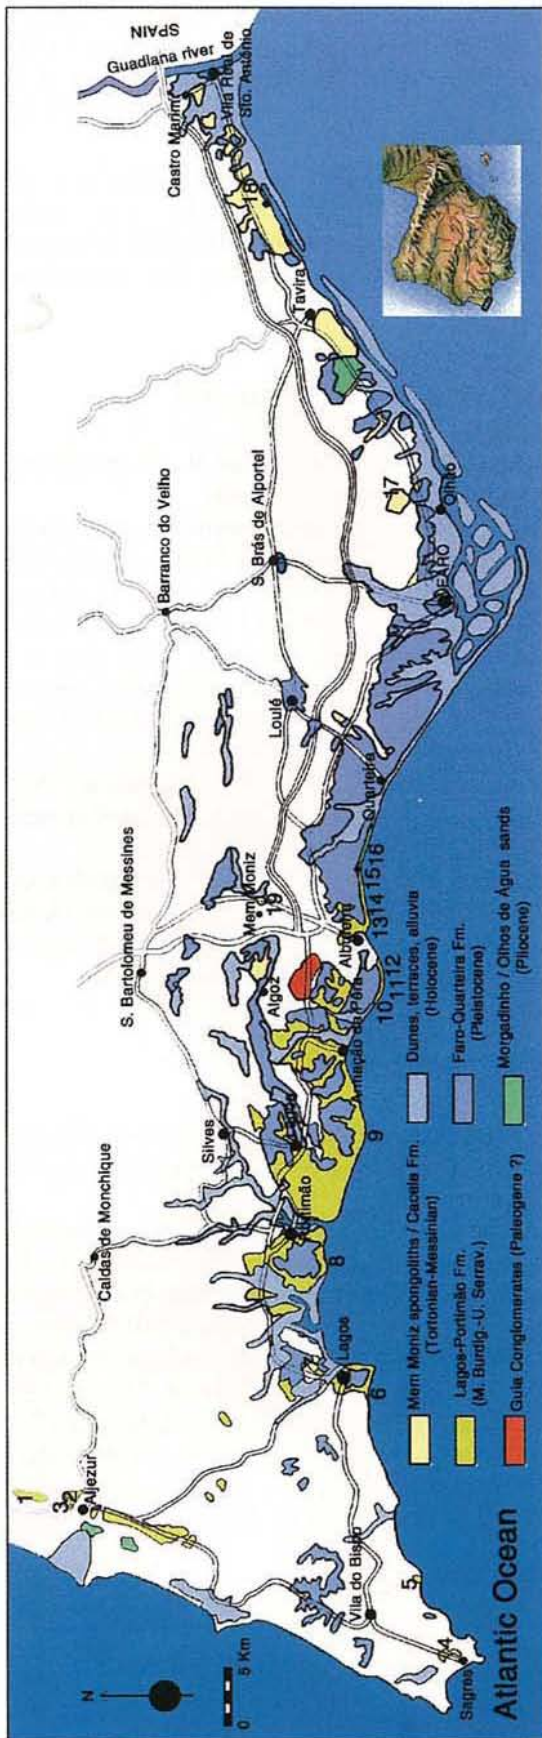 SPAIN
Guadiana river
Castro Marim
Vila Real de
Sto. António
18
Tavira
17
Olhão
FARO
S. Brás de Alportel
Barranco do Velho
Loulé
Quarteira
S. Bartolomeu de Messines
Mem Moniz
19
Algoz
Albufeira
13 14 15 16
10 11 12
Armação de Pêra
9
Silves
Portimão
8
Caldas de Monchique
Lagos
6
1
2
3
Aljezur
Vila do Bispo
5
4
Sagres
N
0 5 Km
Atlantic Ocean
Mem Moniz spongoliths / Cacela Fm.
(Tortonian-Messinian)
Lagos-Portimão Fm.
(M. Burdig.-U. Serrav.)
Guia Conglomerates (Paleogene ?)
Dunes, terraces, alluvia
(Holocene)
Faro-Quarteira Fm.
(Pleistocene)
Morgadinho / Olhos de Água sands
(Pliocene)